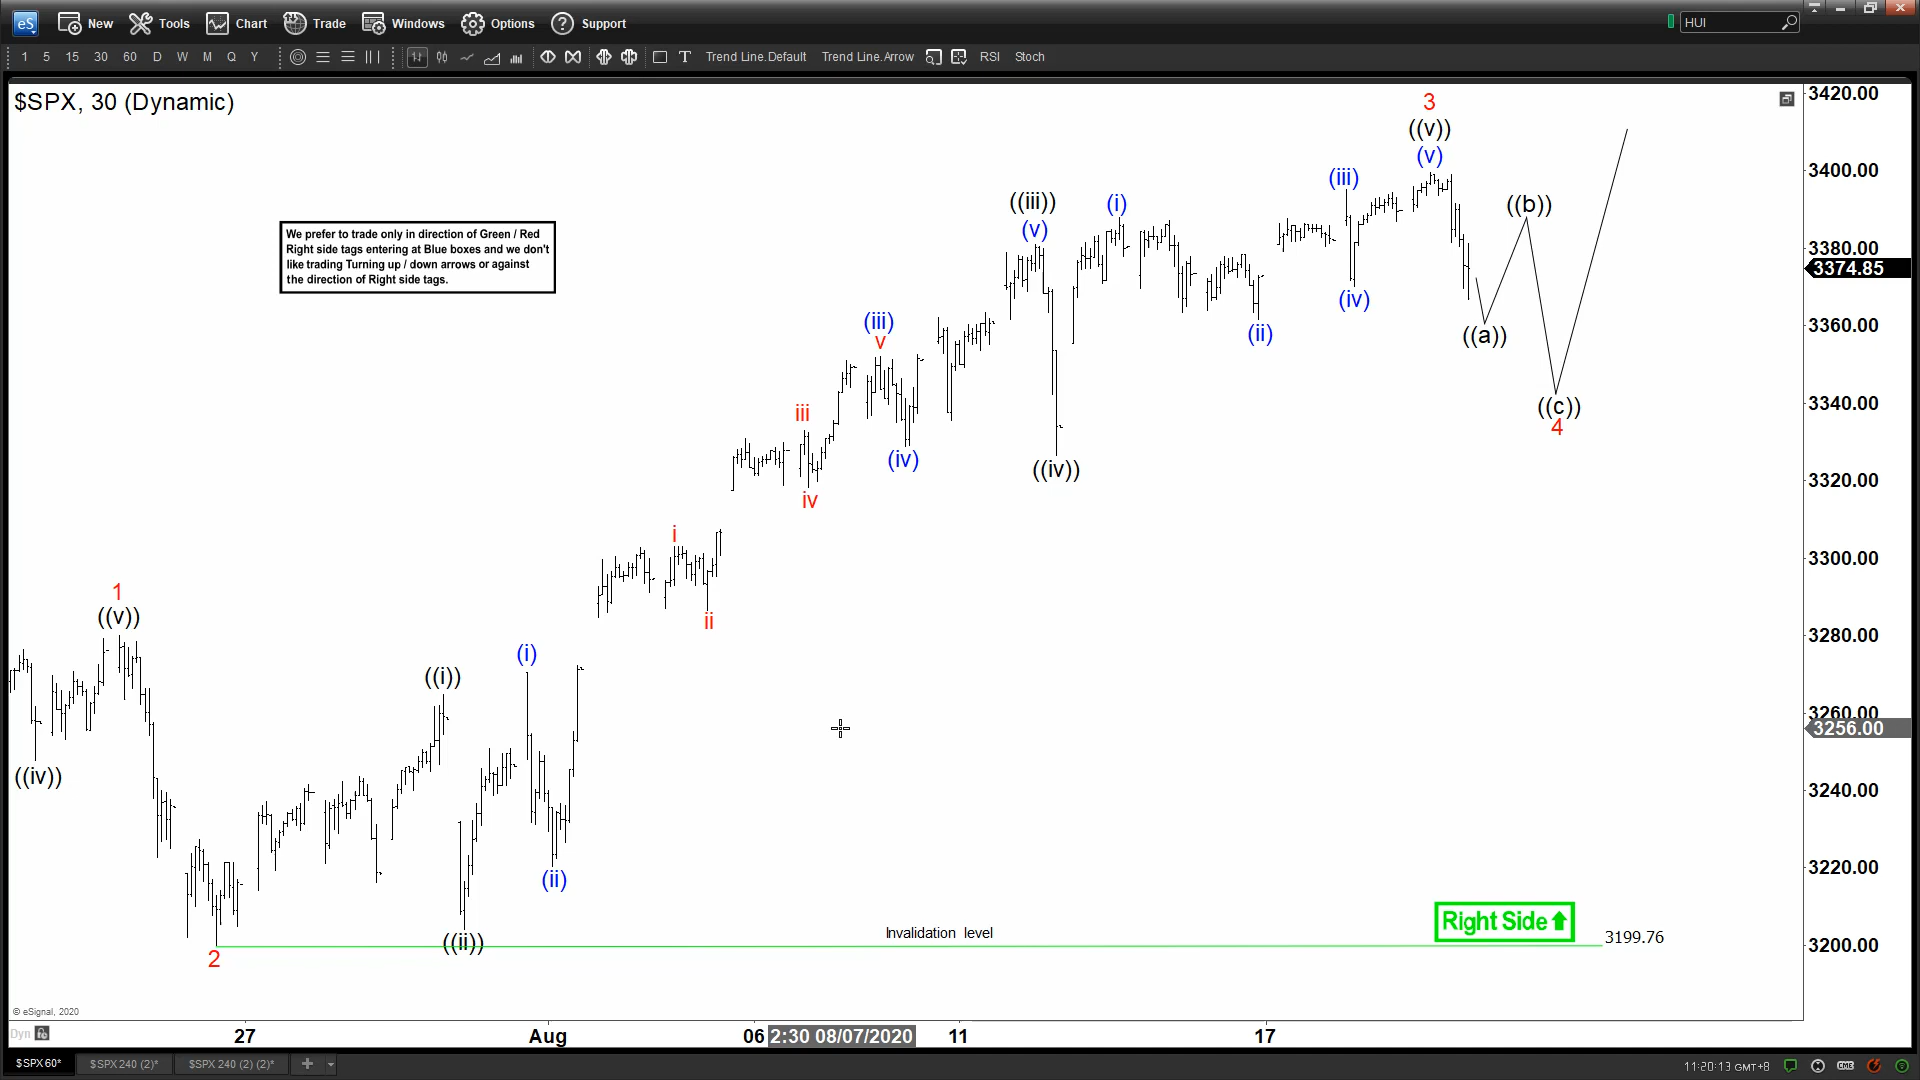 eS New Tools Chart Trade Windows Options Support HUI
1 5 15 30 60 D W M Q Y T Trend Line.Default Trend Line.Arrow RSI Stoch
$SPX, 30 (Dynamic)
3420.00
3
((v))
(v)
3400.00
(iii)
((iii))
(i)
((b))
(v)
We prefer to trade only in direction of Green / Red
Right side tags entering at Blue boxes and we don't
like trading Turning up / down arrows or against
the direction of Right side tags.
3380.00
3374.85
(iv)
(iii)
3360.00
(ii)
((a))
v
3340.00
((c))
4
iii
(iv)
((iv))
3320.00
iv
i
3300.00
1
((v))
ii
3280.00
(i)
((i))
3260.00
3256.00
((iv))
3240.00
3220.00
(ii)
Right Side
Invalidation level
3199.76
((ii))
3200.00
2
© eSignal, 2020
Dyn
27 Aug 06 2:30 08/07/2020 11 17
$SPX 60* $SPX 240 (2)* $SPX 240 (2) (2)* +
11:20:13 GMT+8 CME